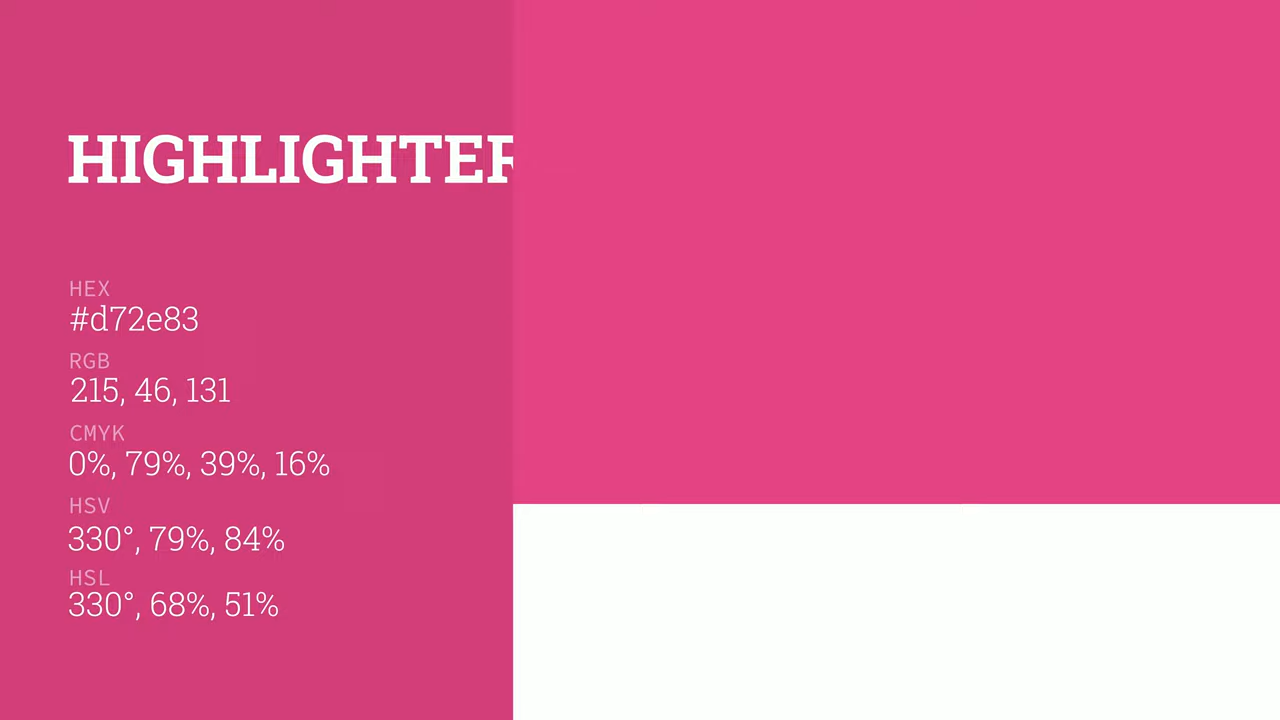 HIGHLIGHTER
HEX
#d72e83
RGB
215, 46, 131
CMYK
0%, 79%, 39%, 16%
HSV
330°, 79%, 84%
HSL
330°, 68%, 51%